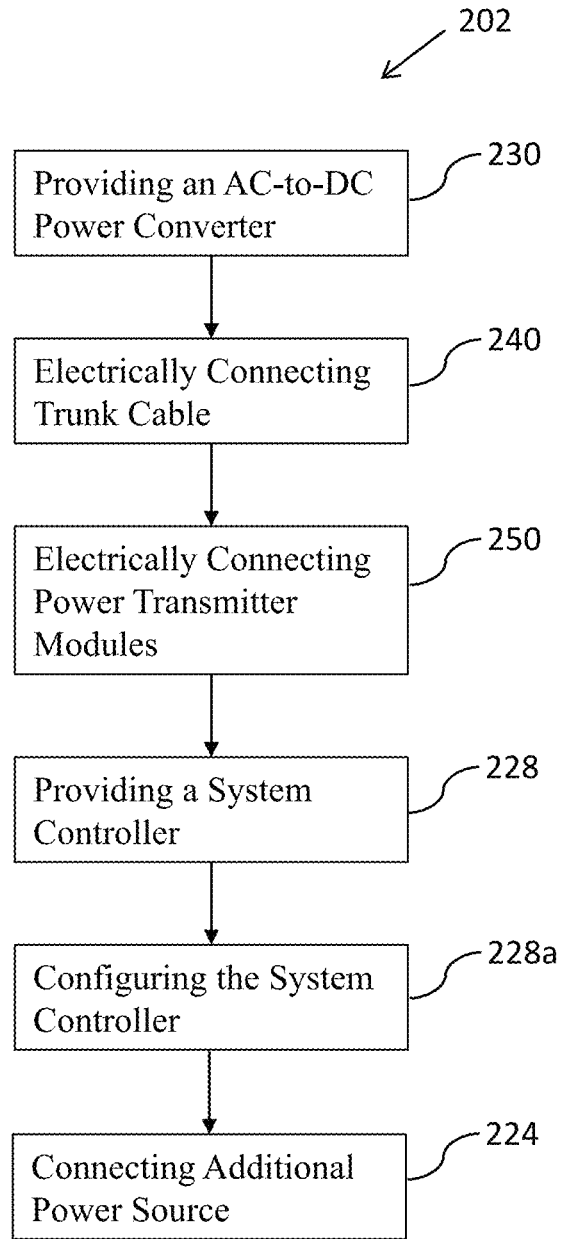 202
Providing an AC-to-DC
Power Converter
230
Electrically Connecting
Trunk Cable
240
Electrically Connecting
Power Transmitter
Modules
250
Providing a System
Controller
228
Configuring the System
Controller
228a
Connecting Additional
Power Source
224